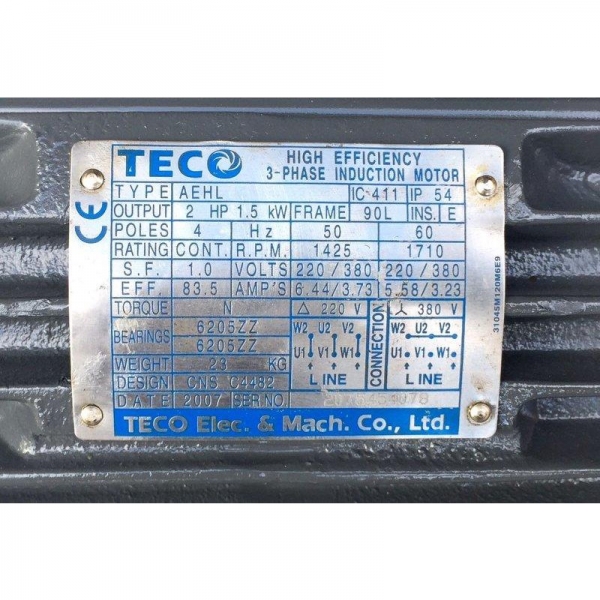 TECO HIGH EFFICIENCY
3-PHASE INDUCTION MOTOR
TYPE AEHL IC 411 IP 54
OUTPUT 2 HP 1.5 kW FRAME 90L INS. E
POLES 4 Hz 50 60
RATING CONT. R.P.M. 1425 1710
S.F. 1.0 VOLTS 220/380 220/380
EFF. 83.5 AMP'S 6.44/3.73 5.58/3.23
TORQUE N △ 220 V CONNECTION 人 380 V
BEARINGS 6205ZZ W2 U2 V2 W2 U2 V2
6205ZZ U1 V1 W1 U1 V1 W1
WEIGHT 23 KG LINE LINE
DESIGN CNS C4482
DATE 2007 SER NO.
TECO Elec. & Mach. Co., Ltd.
CE
31045M120M6E9